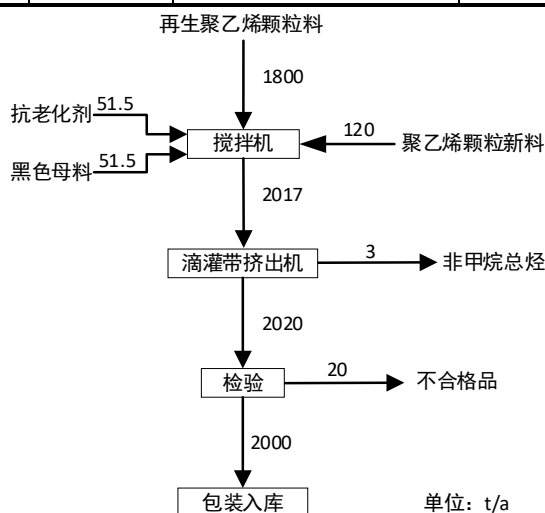 再生聚乙烯颗粒料
1800
抗老化剂
51.5
搅拌机
120
聚乙烯颗粒新料
黑色母料
51.5
2017
滴灌带挤出机
3
非甲烷总烃
2020
检验
20
不合格品
2000
包装入库
单位：t/a